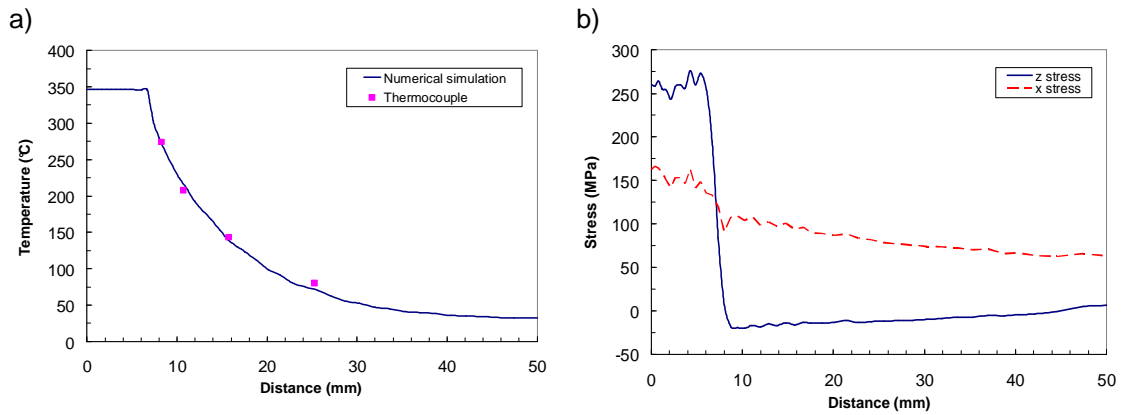 a)
400
350
300
250
200
150
100
50
0
Temperature (°C)
0 10 20 30 40 50
Distance (mm)
Numerical simulation
Thermocouple
b)
300
250
200
150
100
50
0
-50
Stress (MPa)
0 10 20 30 40 50
Distance (mm)
z stress
x stress